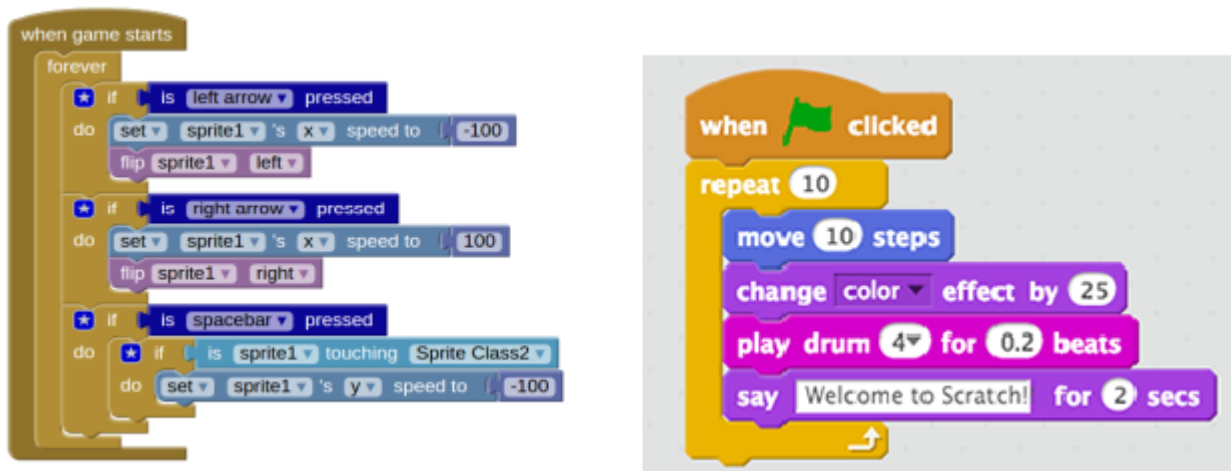 when game starts
forever
if is left arrow pressed
do set sprite1 's x speed to -100
flip sprite1 left
if is right arrow pressed
do set sprite1 's x speed to 100
flip sprite1 right
if is spacebar pressed
do if is sprite1 touching Sprite Class2
do set sprite1 's y speed to -100
when clicked
repeat 10
move 10 steps
change color effect by 25
play drum 4 for 0.2 beats
say Welcome to Scratch! for 2 secs